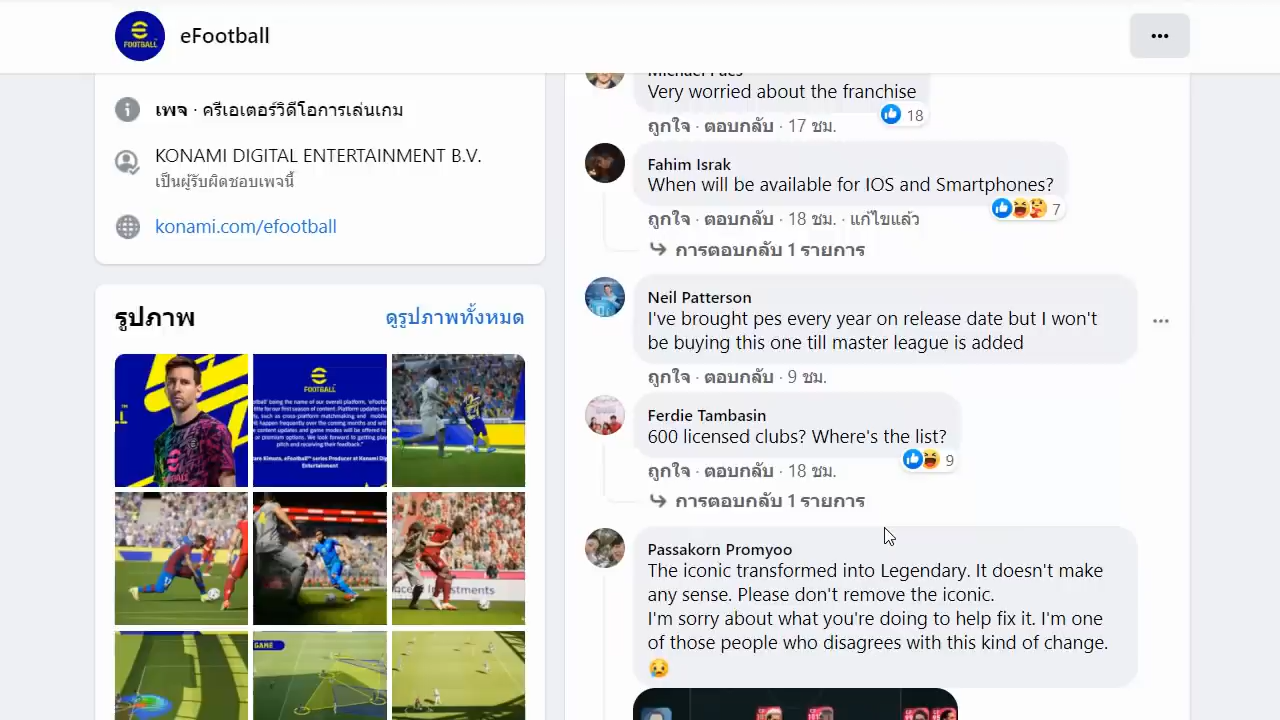 FOOTBALL
eFootball
เพจ · ครีเอเตอร์วิดีโอการเล่นเกม
KONAMI DIGITAL ENTERTAINMENT B.V.
เป็นผู้รับผิดชอบเพจนี้
konami.com/efootball
รูปภาพ
ดูรูปภาพทั้งหมด
FOOTBALL
GAME
Very worried about the franchise
18
ถูกใจ · ตอบกลับ · 17 ชม.
Fahim Israk
When will be available for IOS and Smartphones?
7
ถูกใจ · ตอบกลับ · 18 ชม. · แก้ไขแล้ว
การตอบกลับ 1 รายการ
Neil Patterson
I've brought pes every year on release date but I won't
be buying this one till master league is added
ถูกใจ · ตอบกลับ · 9 ชม.
Ferdie Tambasin
600 licensed teams? Where's the list?
9
ถูกใจ · ตอบกลับ · 18 ชม.
การตอบกลับ 1 รายการ
Passakorn Promyoo
The iconic transformed into Legendary. It doesn't make
any sense. Please don't remove the iconic.
I'm sorry about what you're doing to help fix it. I'm one
of those people who disagrees with this kind of change.
😥